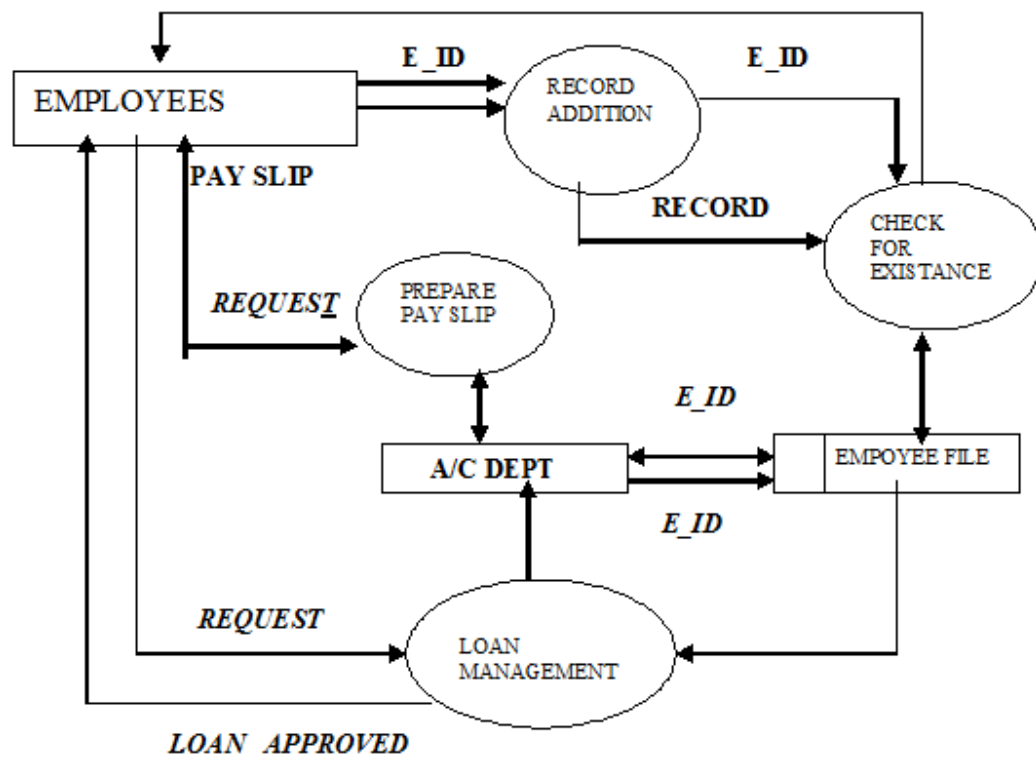 E_ID
E_ID
EMPLOYEES
RECORD
ADDITION
PAY SLIP
RECORD
CHECK
FOR
EXISTANCE
REQUEST
PREPARE
PAY SLIP
E_ID
A/C DEPT
EMPOYEE FILE
E_ID
REQUEST
LOAN
MANAGEMENT
LOAN APPROVED